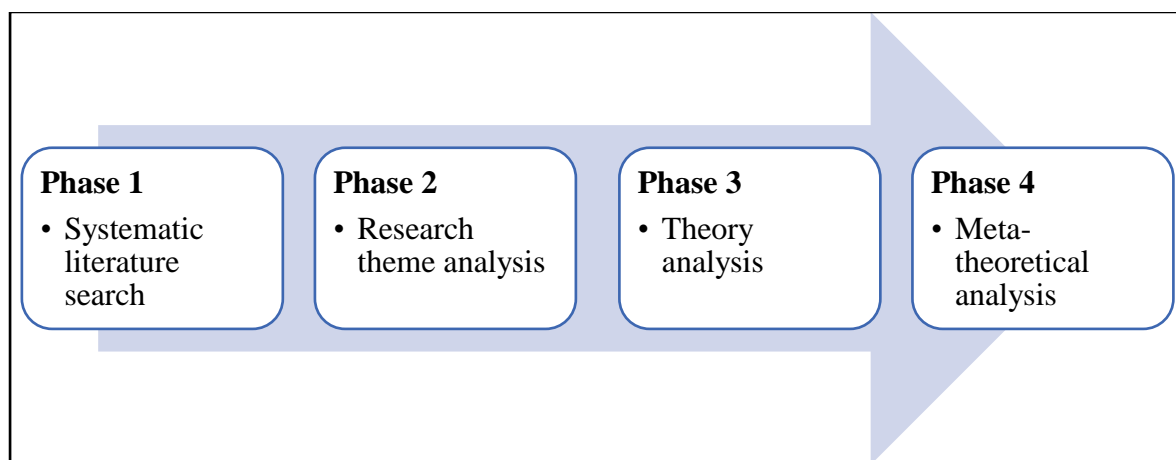 Phase 1
• Systematic
literature
search
Phase 2
• Research
theme analysis
Phase 3
• Theory
analysis
Phase 4
• Meta-
theoretical
analysis